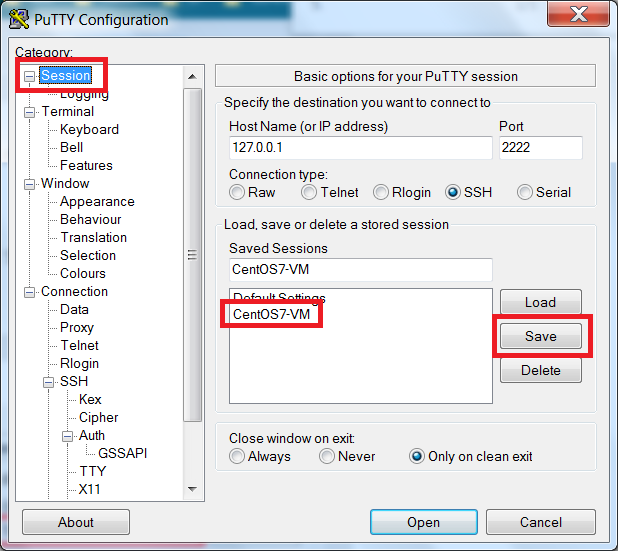 PuTTY Configuration
Category:
Session
Logging
Terminal
Keyboard
Bell
Features
Window
Appearance
Behaviour
Translation
Selection
Colours
Connection
Data
Proxy
Telnet
Rlogin
SSH
Kex
Cipher
Auth
GSSAPI
TTY
X11
Basic options for your PuTTY session
Specify the destination you want to connect to
Host Name (or IP address) Port
127.0.0.1 2222
Connection type:
Raw Telnet Rlogin SSH Serial
Load, save or delete a stored session
Saved Sessions
CentOS7-VM
Default Settings
CentOS7-VM
Load
Save
Delete
Close window on exit:
Always Never Only on clean exit
About Open Cancel